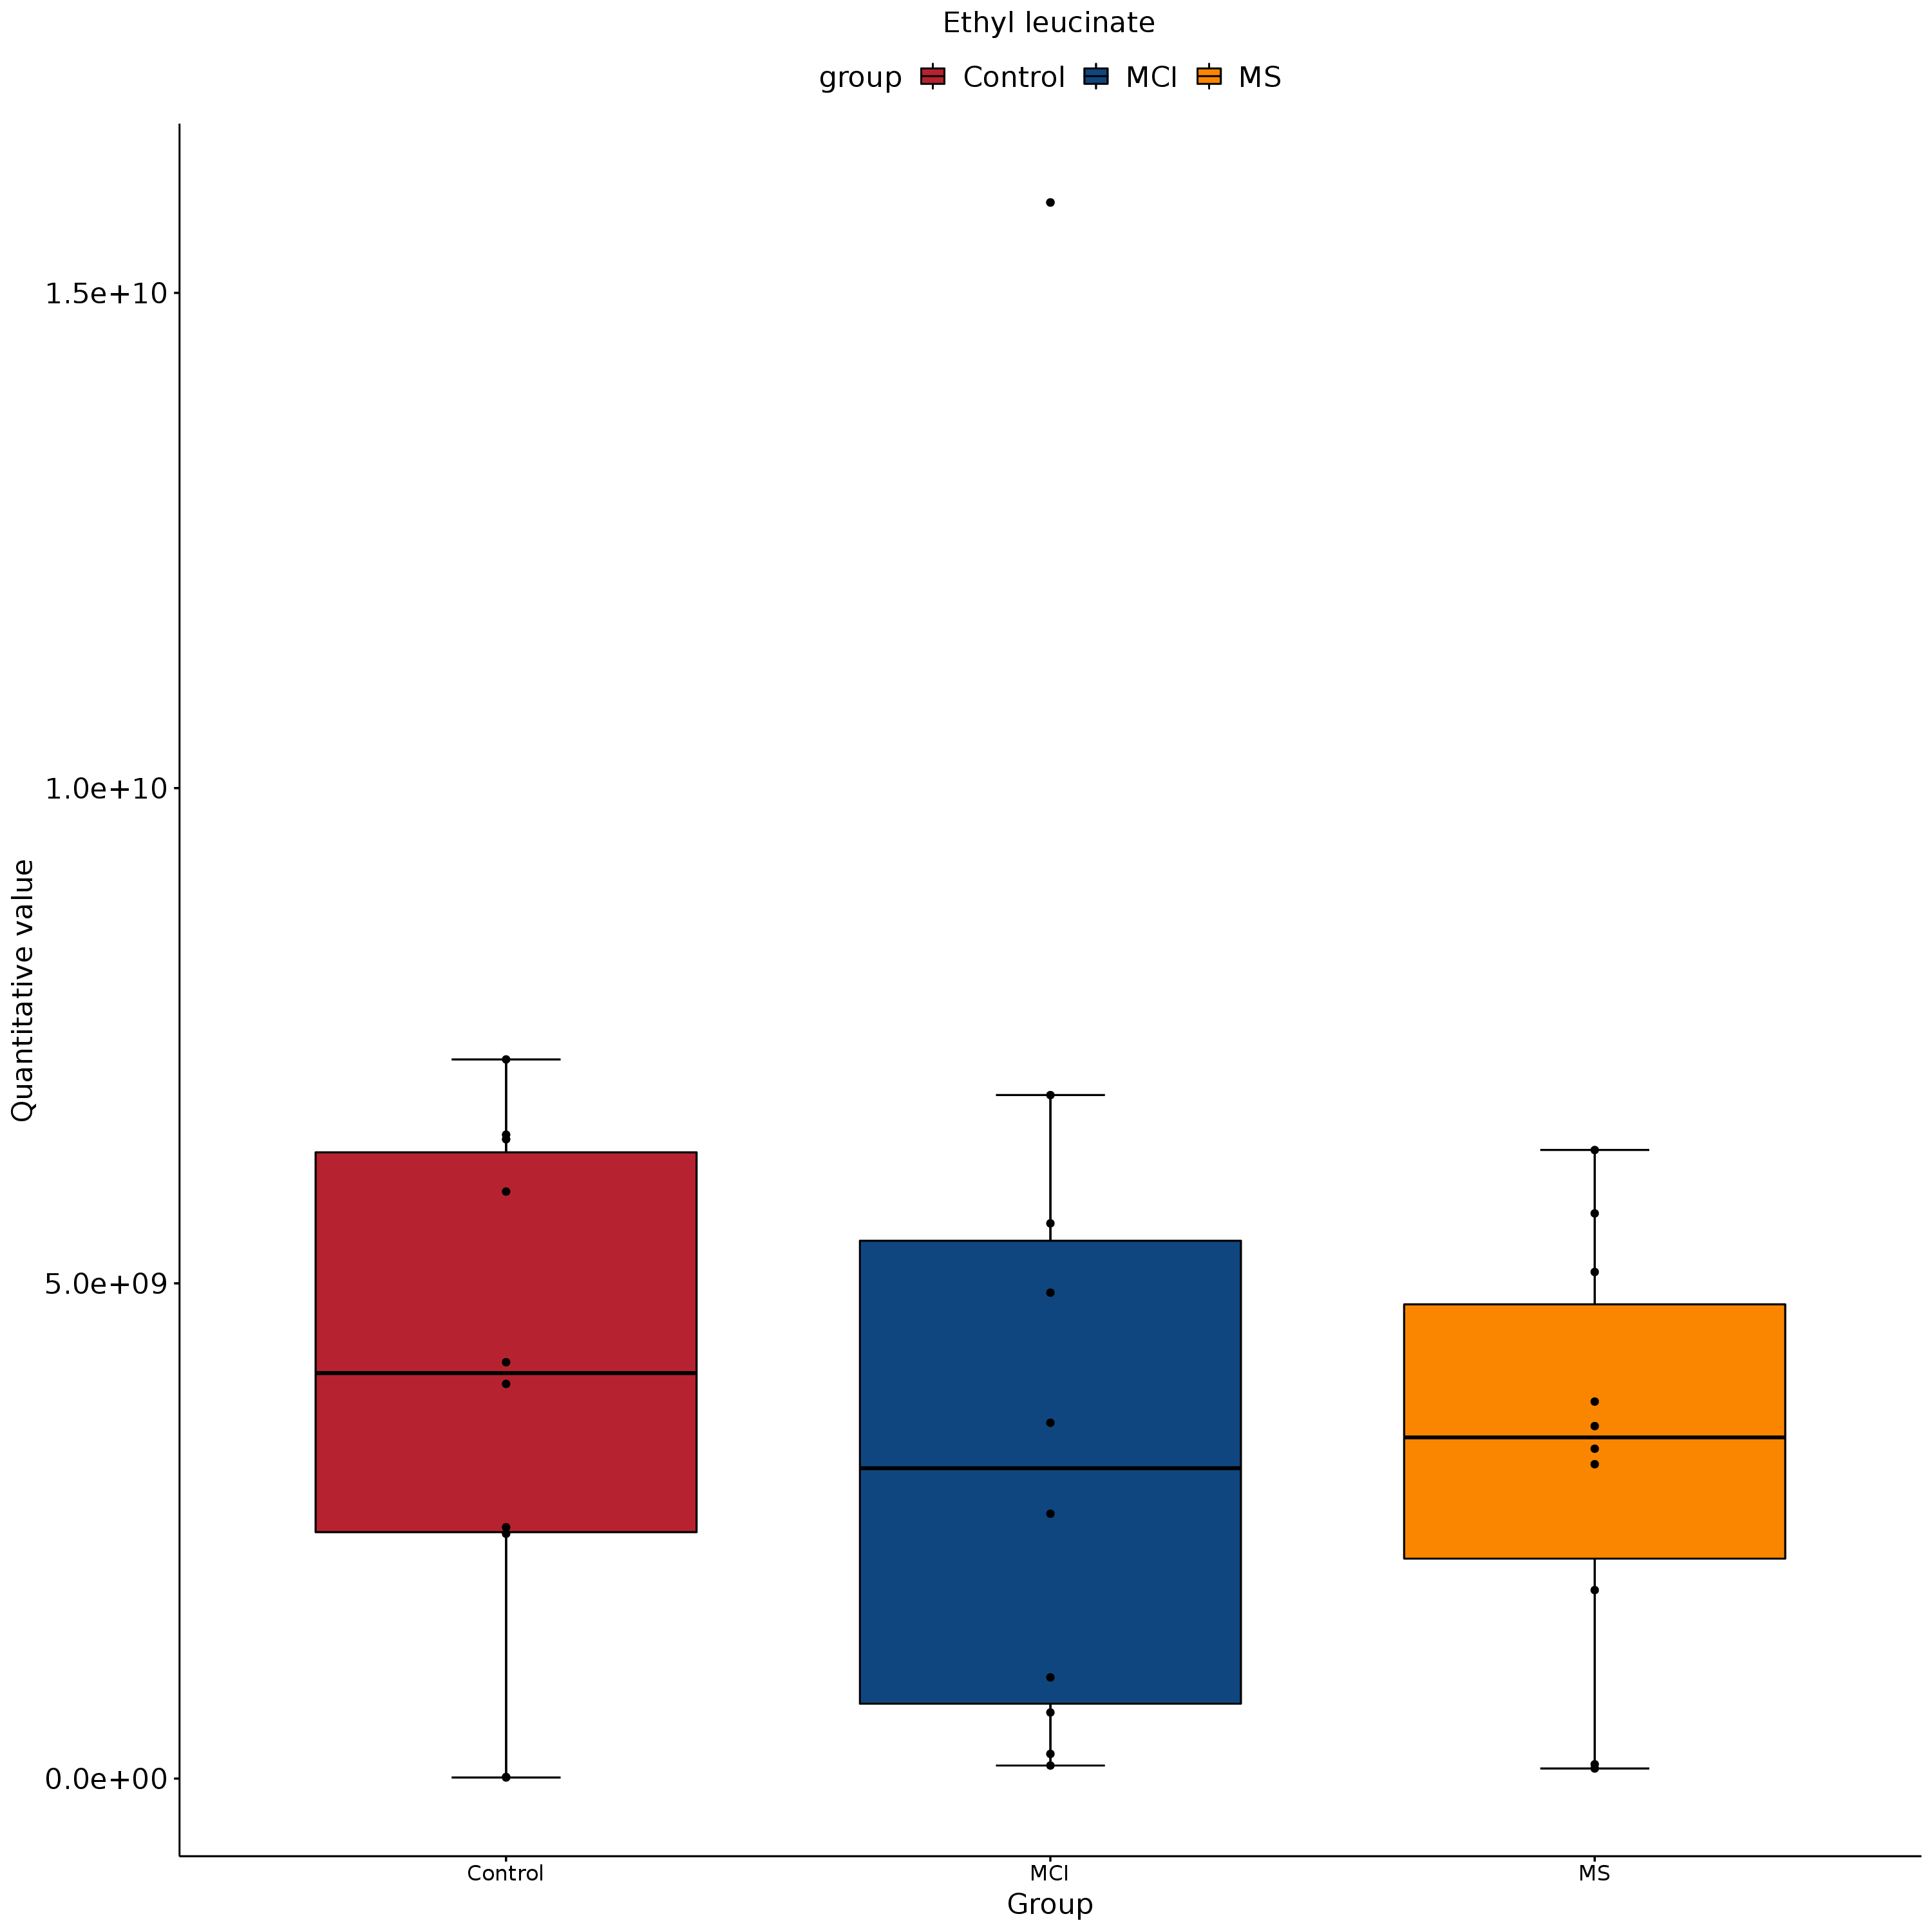 Ethyl leucinate
group Control MCI MS
1.5e+10
1.0e+10
5.0e+09
0.0e+00
Quantitative value
Control MCI MS
Group